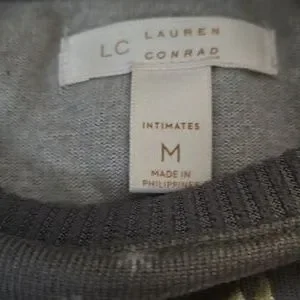 LC LAUREN
CONRAD
INTIMATES
M
MADE IN
PHILIPPINES